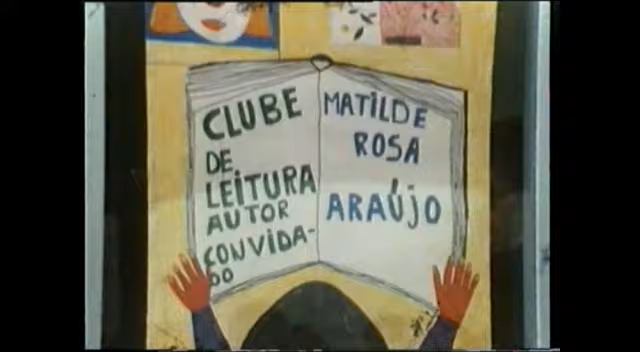 CLUBE
DE
LEiTURA
AUTOR
CONViDA-
DO
MATiLDE
ROSA
ARAÚjO